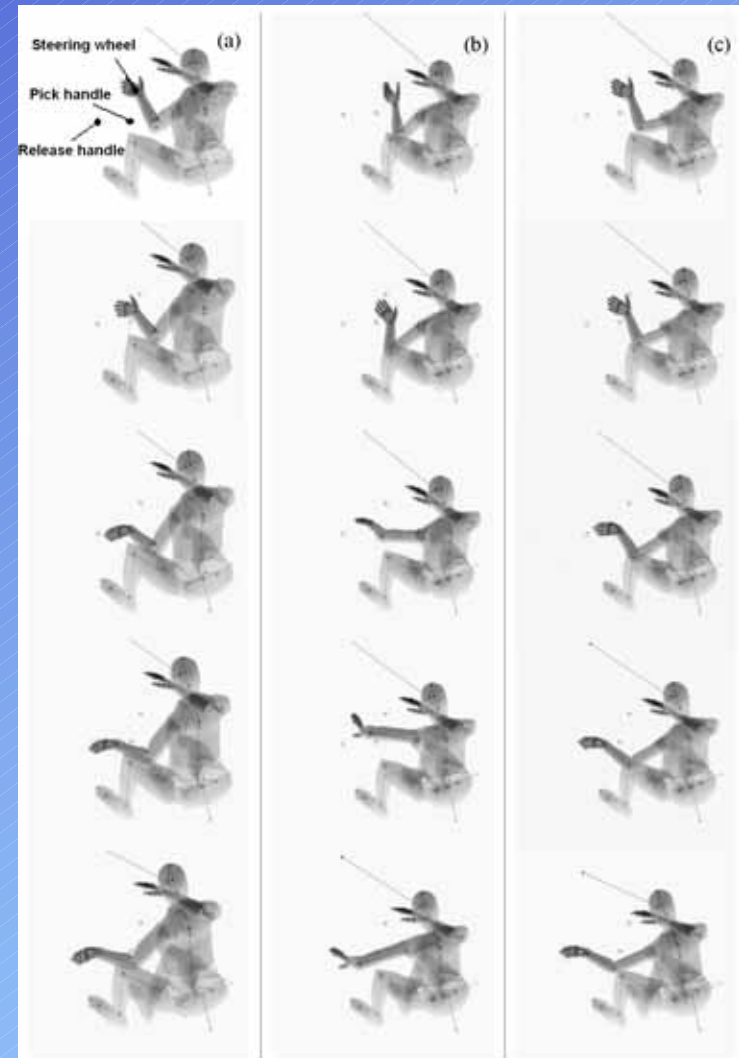 Steering wheel
(a)
(b)
(c)
Pick handle
Release handle